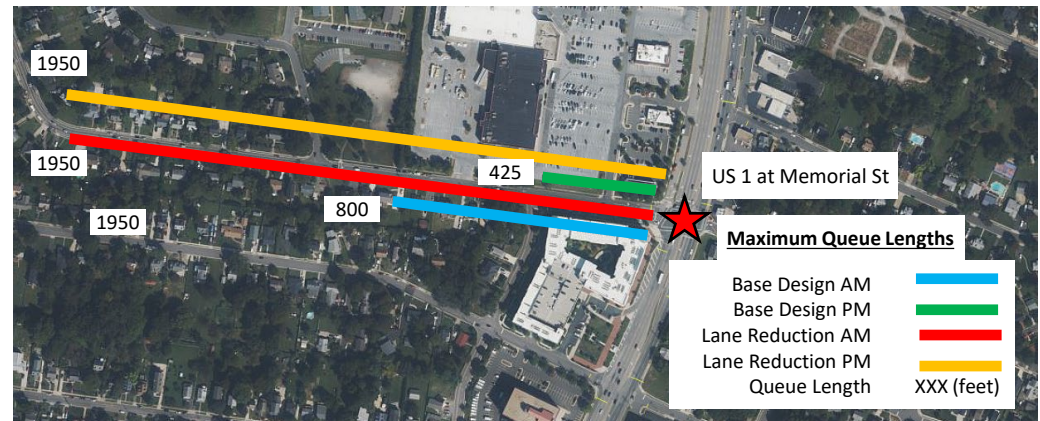 1950
1950
425
800
1950
US 1 at Memorial St
Maximum Queue Lengths
Base Design AM
Base Design PM
Lane Reduction AM
Lane Reduction PM
Queue Length XXX (feet)